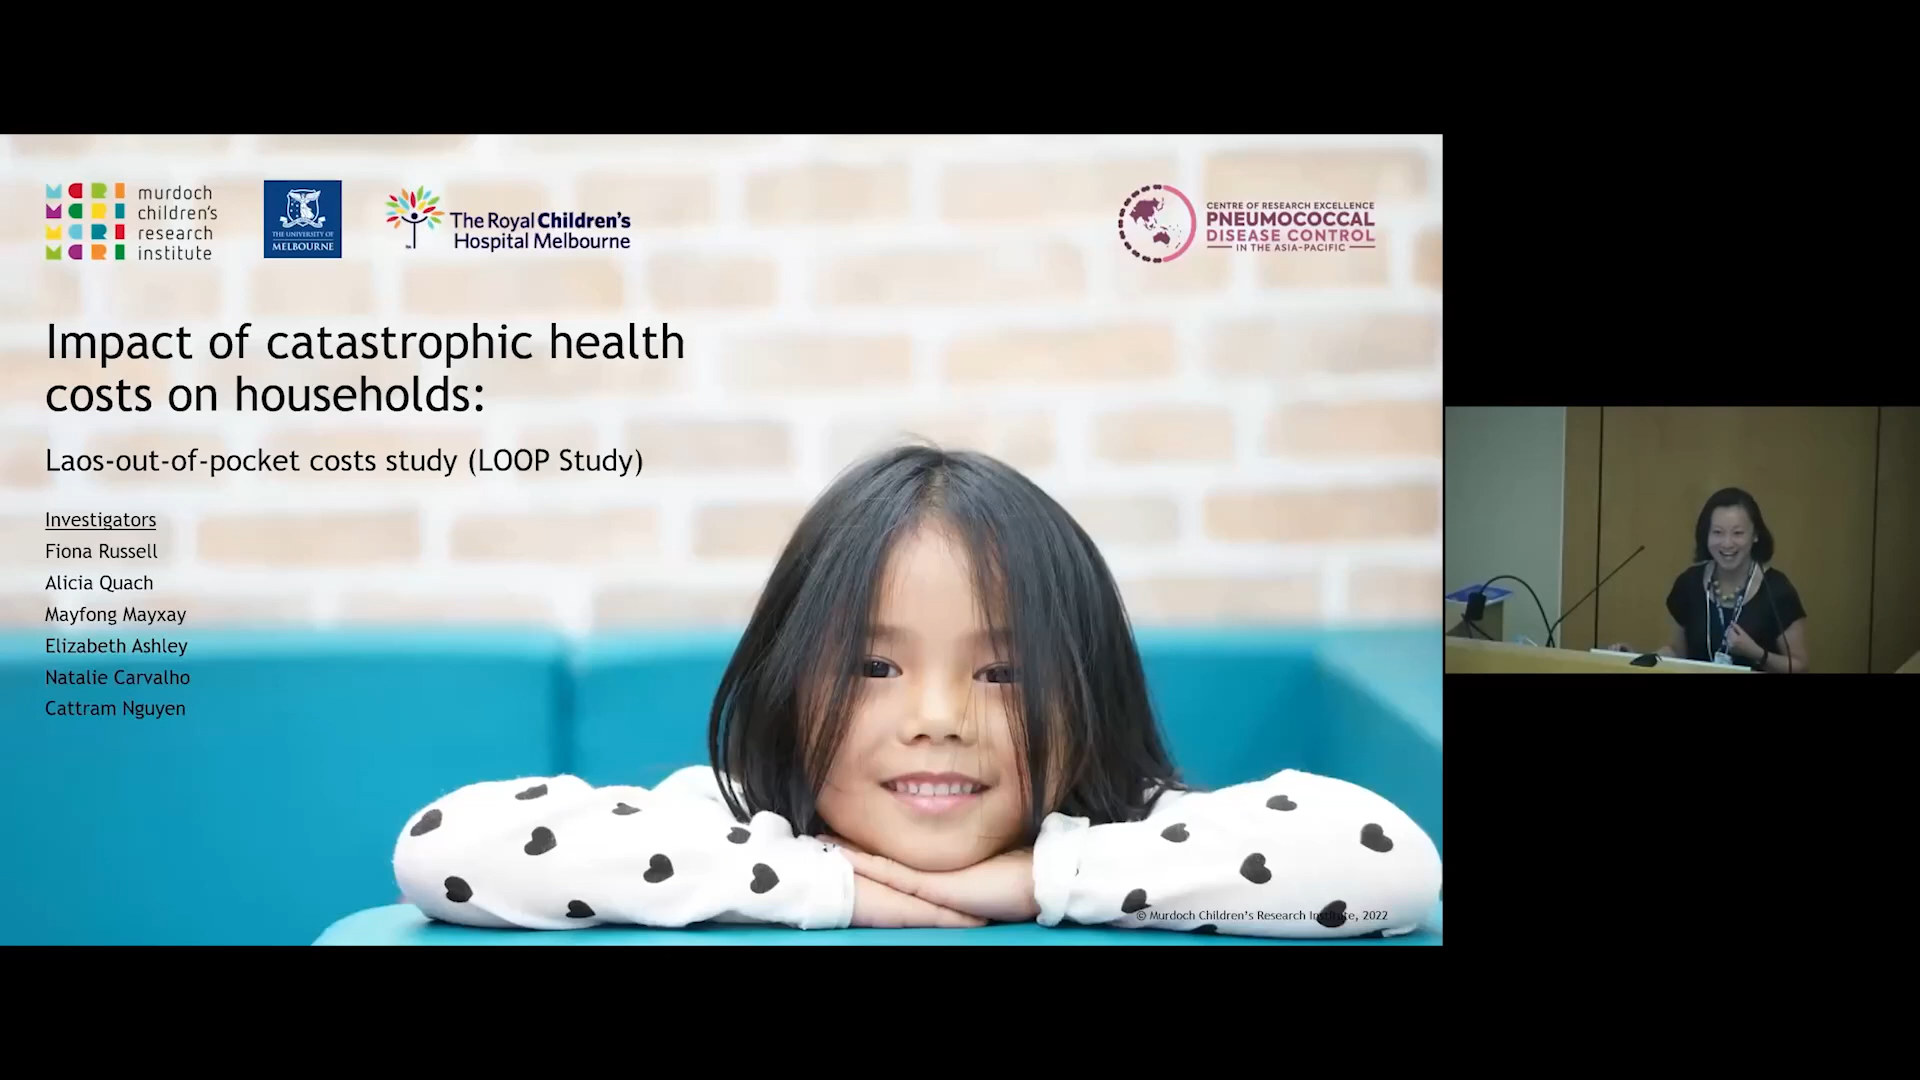 murdoch
children's
research
institute
THE UNIVERSITY OF
MELBOURNE
The Royal Children's
Hospital Melbourne
CENTRE OF RESEARCH EXCELLENCE
PNEUMOCOCCAL
DISEASE CONTROL
IN THE ASIA-PACIFIC
Impact of catastrophic health
costs on households:
Laos-out-of-pocket costs study (LOOP Study)
Investigators
Fiona Russell
Alicia Quach
Mayfong Mayxay
Elizabeth Ashley
Natalie Carvalho
Cattram Nguyen
© Murdoch Children's Research Institute, 2022